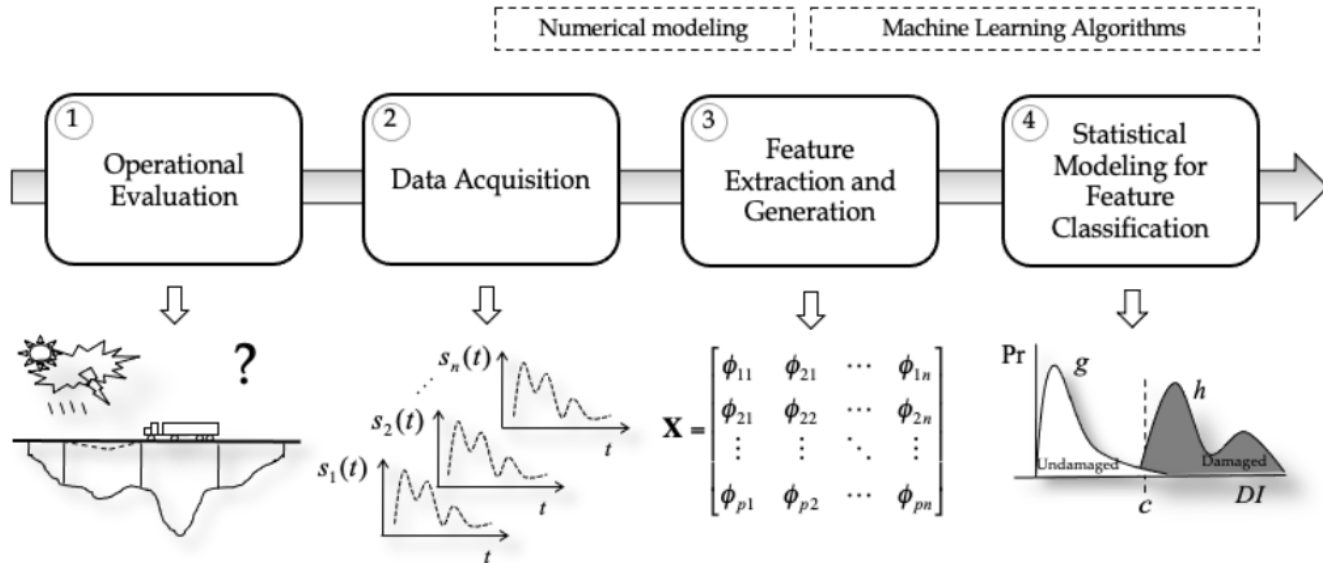 Numerical modeling
Machine Learning Algorithms
1
Operational
Evaluation
2
Data Acquisition
3
Feature
Extraction and
Generation
4
Statistical
Modeling for
Feature
Classification
?
s₁(t)
t
s₂(t)
t
⋯
sₙ(t)
t
X = [ϕ₁₁ ϕ₂₁ ⋯ ϕ₁ₙ
ϕ₂₁ ϕ₂₂ ⋯ ϕ₂ₙ
⋮ ⋮ ⋱ ⋮
ϕₚ₁ ϕₚ₂ ⋯ ϕₚₙ]
Pr
g
h
Undamaged
Damaged
c
DI